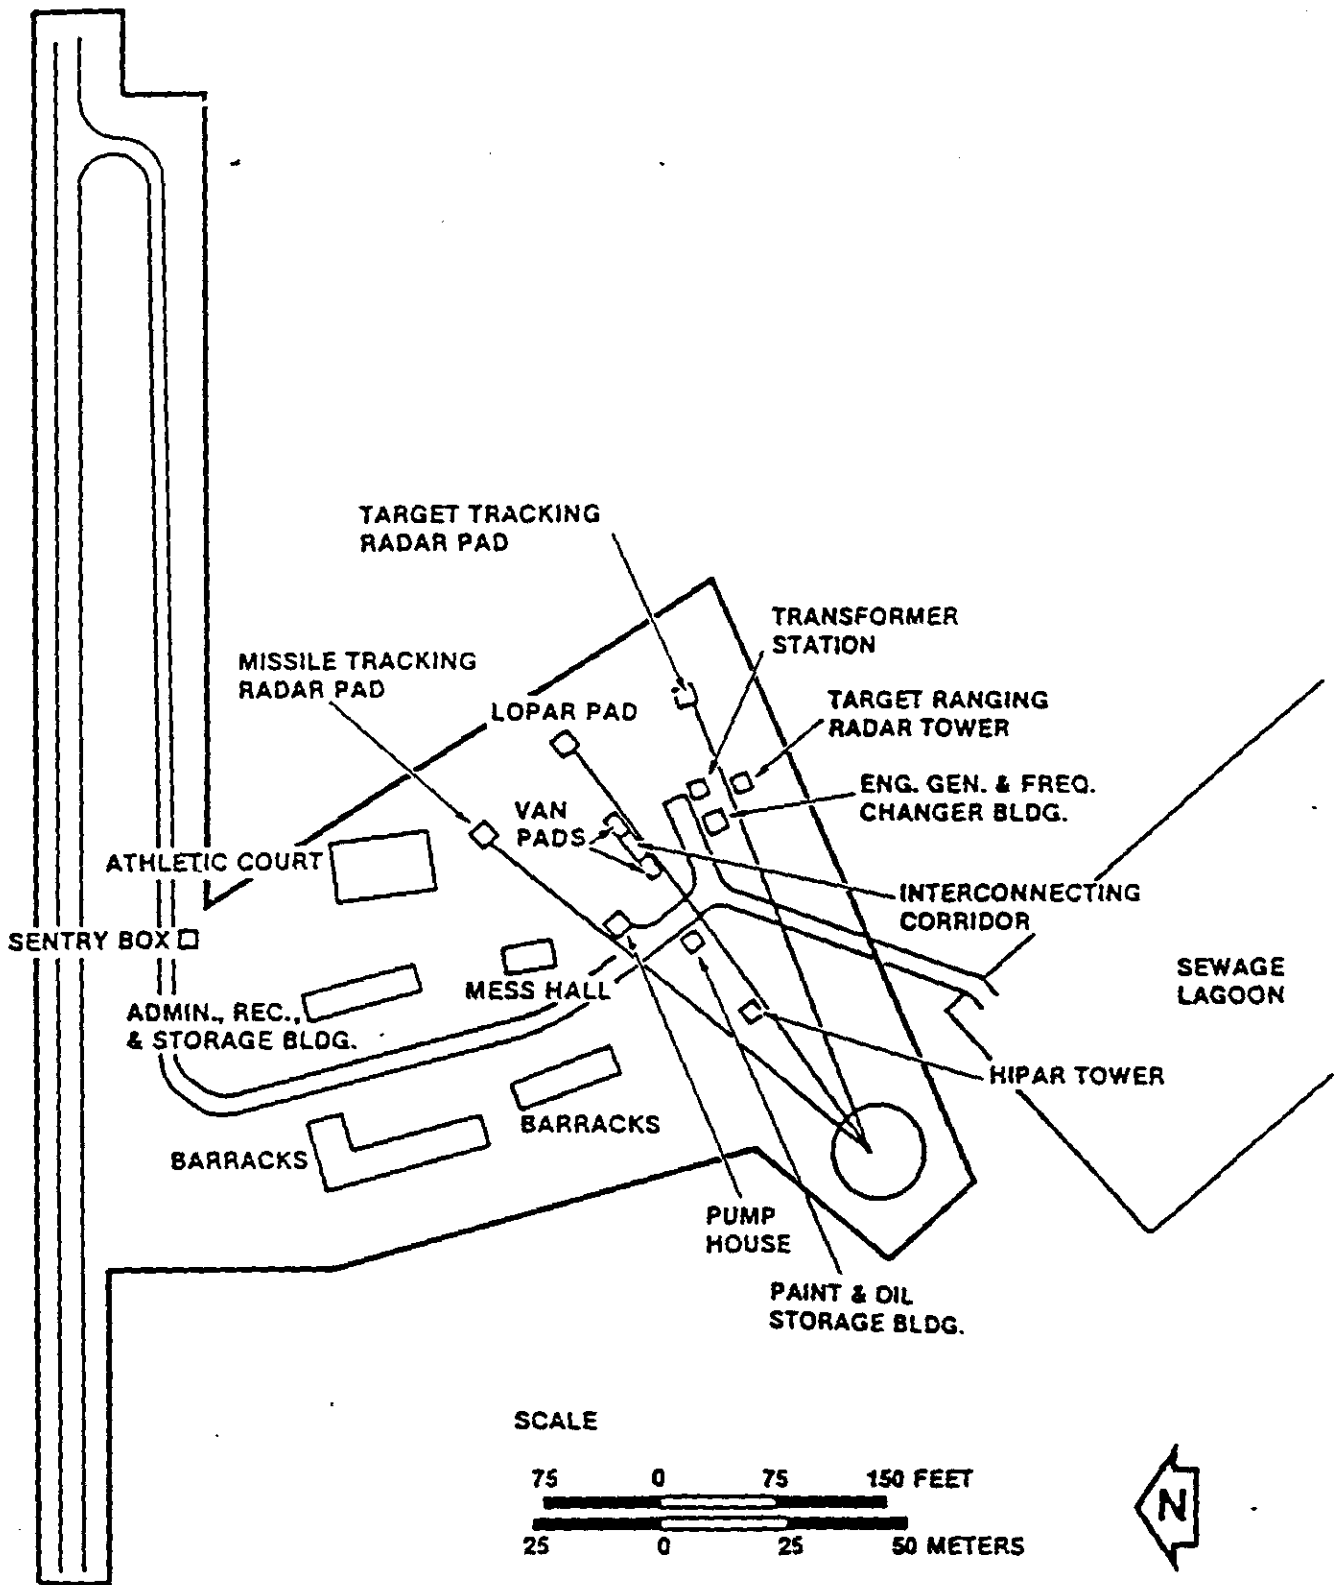 TARGET TRACKING
RADAR PAD
TRANSFORMER
STATION
MISSILE TRACKING
RADAR PAD
LOPAR PAD
TARGET RANGING
RADAR TOWER
ENG. GEN. & FREQ.
CHANGER BLDG.
VAN
PADS
ATHLETIC COURT
INTERCONNECTING
CORRIDOR
SENTRY BOX
MESS HALL
SEWAGE
LAGOON
ADMIN., REC.,
& STORAGE BLDG.
HIPAR TOWER
BARRACKS
BARRACKS
PUMP
HOUSE
PAINT & OIL
STORAGE BLDG.
SCALE
75 0 75 150 FEET
25 0 25 50 METERS
N